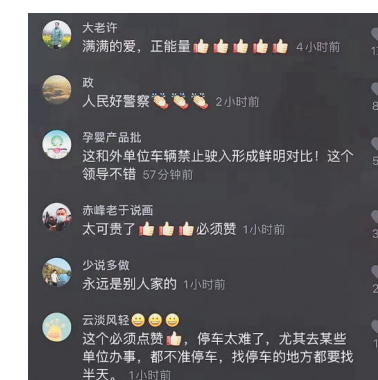 大老许
满满的爱，正能量👍🏻👍🏻👍🏻👍🏻👍🏻 4小时前
政
人民好警察👏🏻👏🏻👏🏻 2小时前
孕婴产品批
这和外单位车辆禁止驶入形成鲜明对比！这个
领导不错 57分钟前
赤峰老于说画
太可贵了👍🏻👍🏻👍🏻必须赞 1小时前
少说多做
永远是别人家的 1小时前
云淡风轻😀😀😀
这个必须点赞👍🏻，停车太难了，尤其去某些
单位办事，都不准停车，找停车的地方都要找
半天。 1小时前